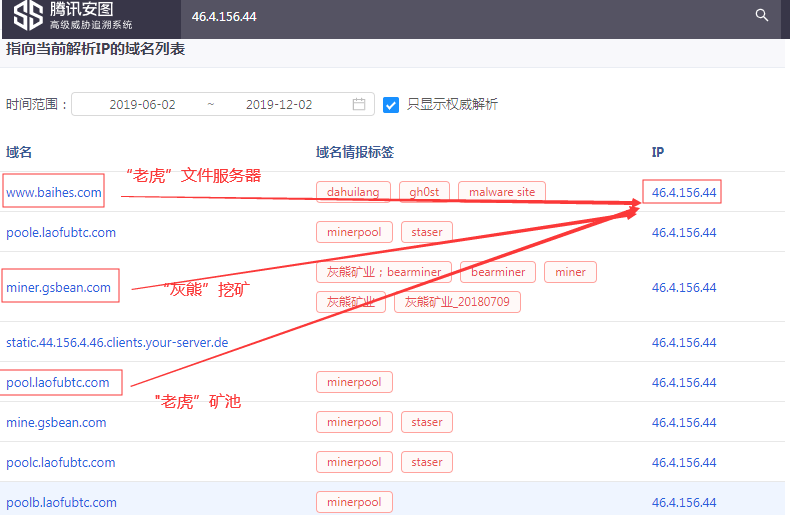 腾讯安图
高级威胁追溯系统
46.4.156.44
指向当前解析IP的域名列表
时间范围： 2019-06-02 ~ 2019-12-02 只显示权威解析
域名 域名情报标签 IP
“老虎”文件服务器
www.baihes.com dahuilang gh0st malware site 46.4.156.44
poole.laofubtc.com minerpool staser 46.4.156.44
灰熊矿业；bearminer bearminer miner
miner.gsbean.com “灰熊”挖矿 46.4.156.44
灰熊矿业 灰熊矿业_20180709
static.44.156.4.46.clients.your-server.de 46.4.156.44
pool.laofubtc.com minerpool 46.4.156.44
"老虎”矿池
mine.gsbean.com minerpool staser 46.4.156.44
poolc.laofubtc.com minerpool staser 46.4.156.44
poolb.laofubtc.com minerpool 46.4.156.44